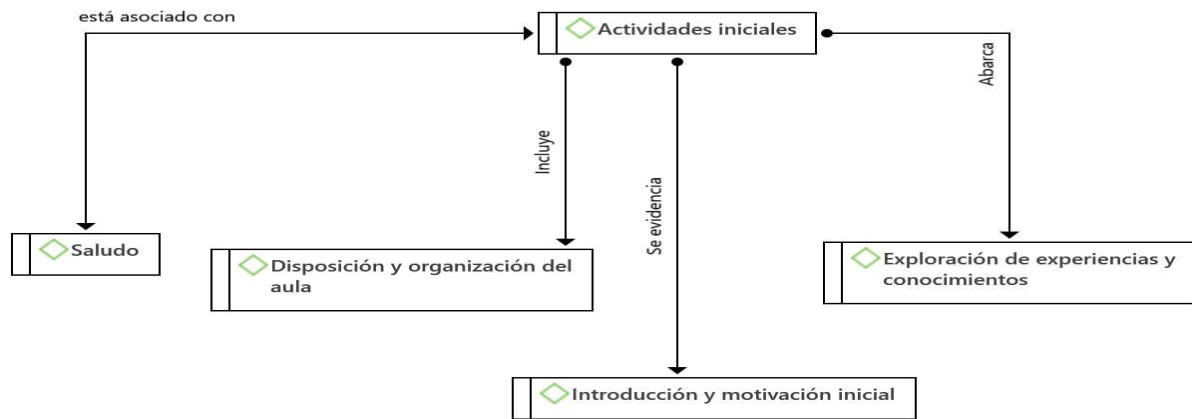 está asociado con
Actividades iniciales
Abarca
Incluye
Se evidencia
Saludo
Disposición y organización del
aula
Exploración de experiencias y
conocimientos
Introducción y motivación inicial